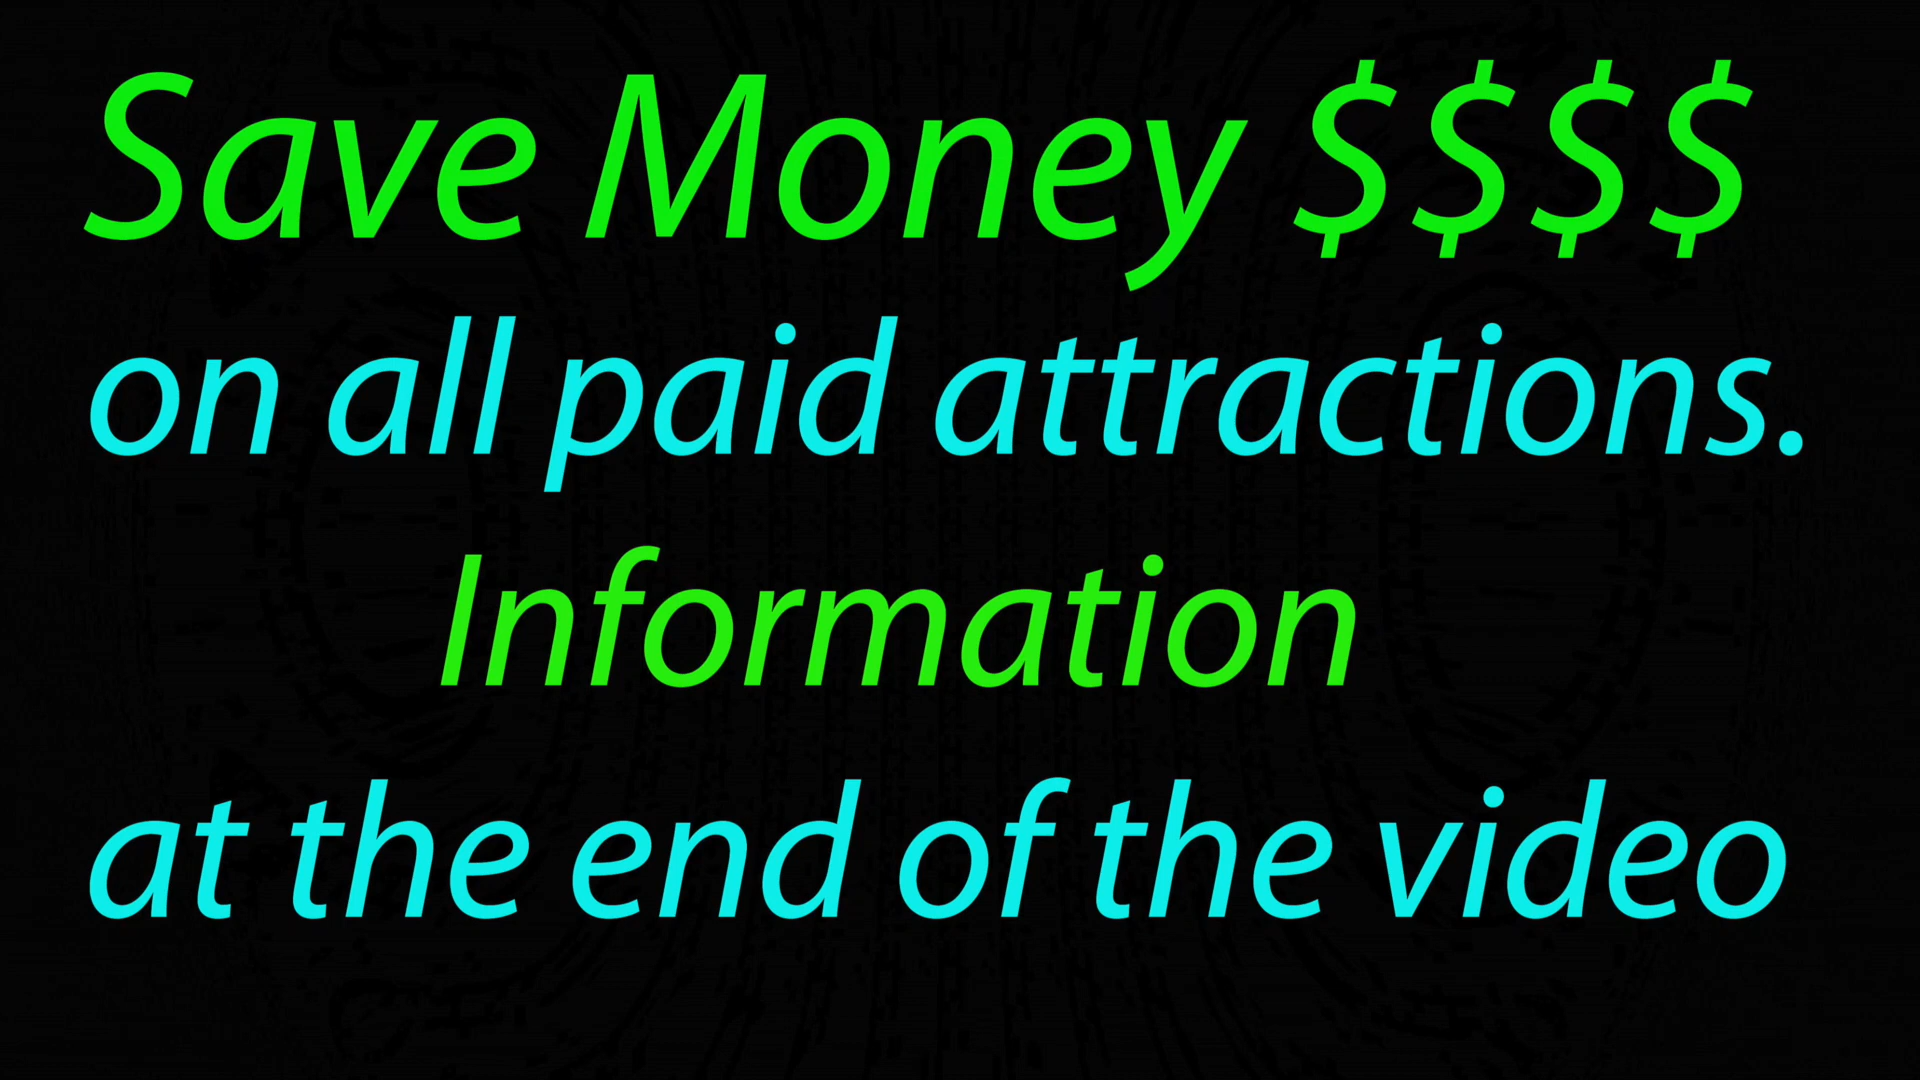 Save Money $$$$
on all paid attractions.
Information
at the end of the video